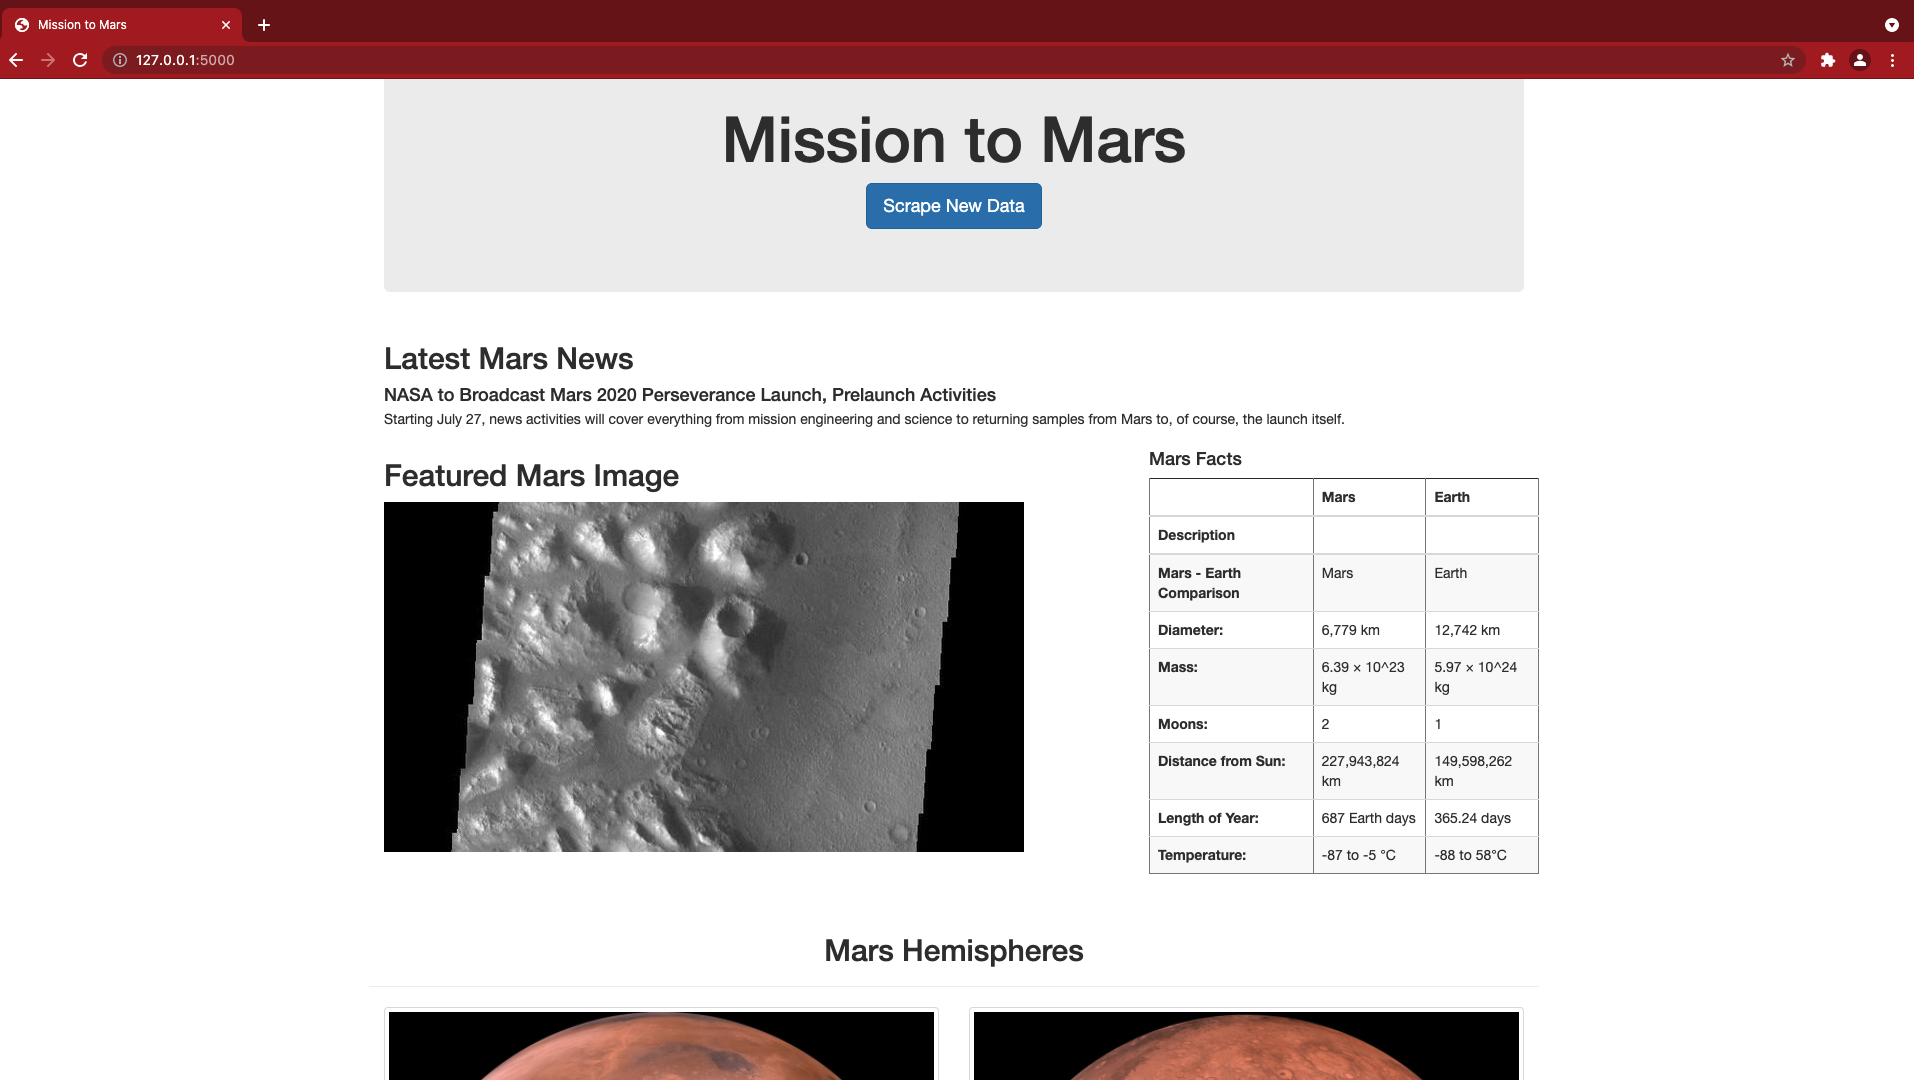 Mission to Mars
127.0.0.1:5000
Mission to Mars
Scrape New Data
Latest Mars News
NASA to Broadcast Mars 2020 Perseverance Launch, Prelaunch Activities
Starting July 27, news activities will cover everything from mission engineering and science to returning samples from Mars to, of course, the launch itself.
Featured Mars Image
Mars Facts
Mars Earth
Description
Mars - Earth Comparison Mars Earth
Diameter: 6,779 km 12,742 km
Mass: 6.39 × 10^23 kg 5.97 × 10^24 kg
Moons: 2 1
Distance from Sun: 227,943,824 km 149,598,262 km
Length of Year: 687 Earth days 365.24 days
Temperature: -87 to -5 °C -88 to 58°C
Mars Hemispheres